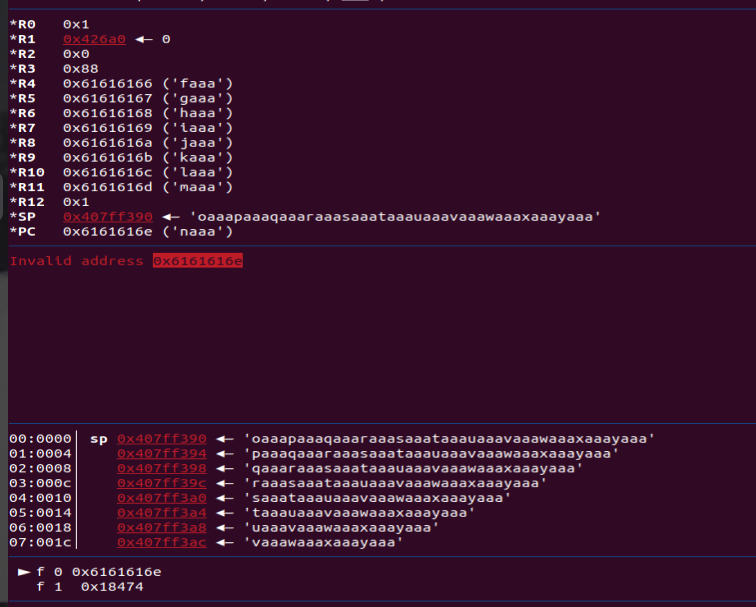 *R0 0x1
*R1 0x426a0 ◂— 0
*R2 0x0
*R3 0x88
*R4 0x61616166 ('faaa')
*R5 0x61616167 ('gaaa')
*R6 0x61616168 ('haaa')
*R7 0x61616169 ('iaaa')
*R8 0x6161616a ('jaaa')
*R9 0x6161616b ('kaaa')
*R10 0x6161616c ('laaa')
*R11 0x6161616d ('maaa')
*R12 0x1
*SP 0x407ff390 ◂— 'oaaapaaaqaaaraaasaaataaauaaavaaawaaaxaaayaaa'
*PC 0x6161616e ('naaa')
Invalid address 0x6161616e
00:0000│ sp 0x407ff390 ◂— 'oaaapaaaqaaaraaasaaataaauaaavaaawaaaxaaayaaa'
01:0004│ 0x407ff394 ◂— 'paaaqaaaraaasaaataaauaaavaaawaaaxaaayaaa'
02:0008│ 0x407ff398 ◂— 'qaaaraaasaaataaauaaavaaawaaaxaaayaaa'
03:000c│ 0x407ff39c ◂— 'raaasaaataaauaaavaaawaaaxaaayaaa'
04:0010│ 0x407ff3a0 ◂— 'saaataaauaaavaaawaaaxaaayaaa'
05:0014│ 0x407ff3a4 ◂— 'taaauaaavaaawaaaxaaayaaa'
06:0018│ 0x407ff3a8 ◂— 'uaaavaaawaaaxaaayaaa'
07:001c│ 0x407ff3ac ◂— 'vaaawaaaxaaayaaa'
► f 0 0x6161616e
f 1 0x18474